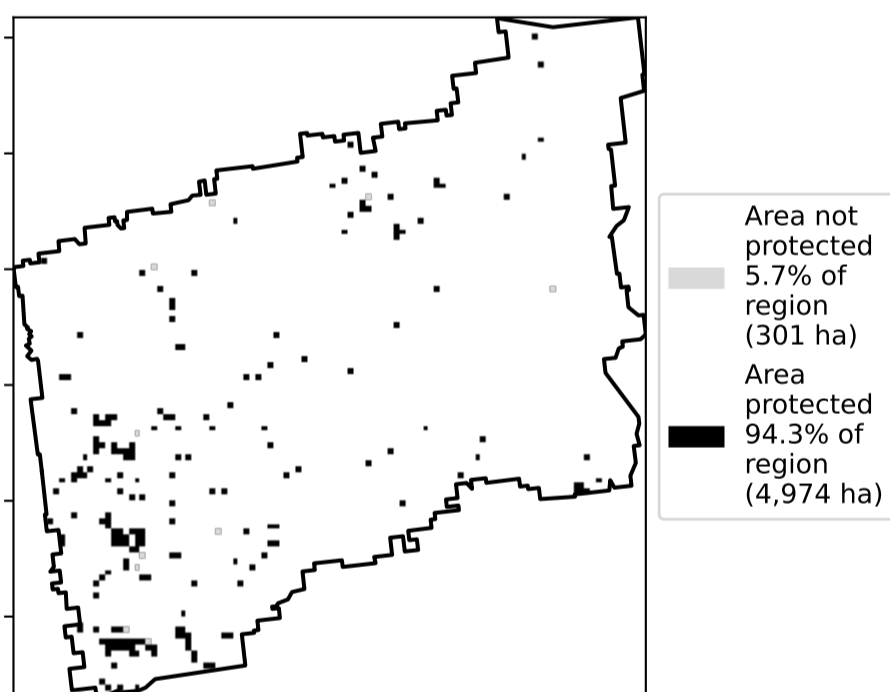 Area not
protected
5.7% of
region
(301 ha)
Area
protected
94.3% of
region
(4,974 ha)